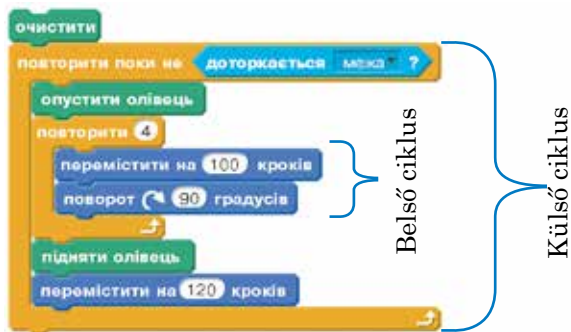 очистити
повторити поки не доторкається межа ?
опустити олівець
повторити 4
перемістити на 100 кроків
поворот 90 градусів
підняти олівець
перемістити на 120 кроків
Belső ciklus
Külső ciklus